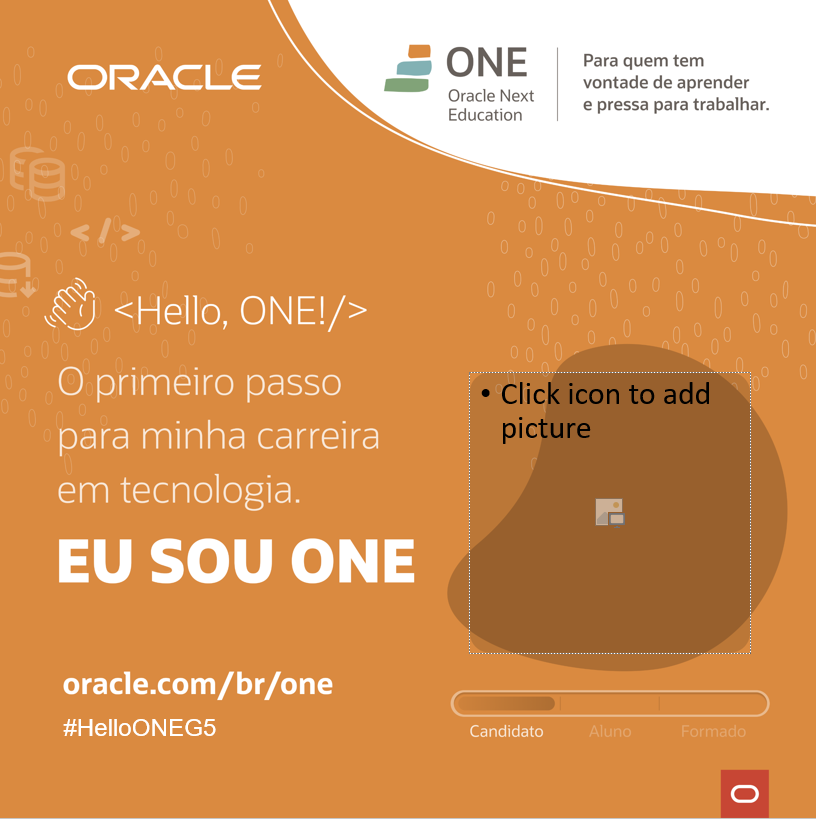 ORACLE
ONE
Oracle Next
Education
Para quem tem
vontade de aprender
e pressa para trabalhar.
</>
<Hello, ONE!/>
O primeiro passo
para minha carreira
em tecnologia.
EU SOU ONE
• Click icon to add
picture
oracle.com/br/one
#HelloONEG5
Candidato Aluno Formado